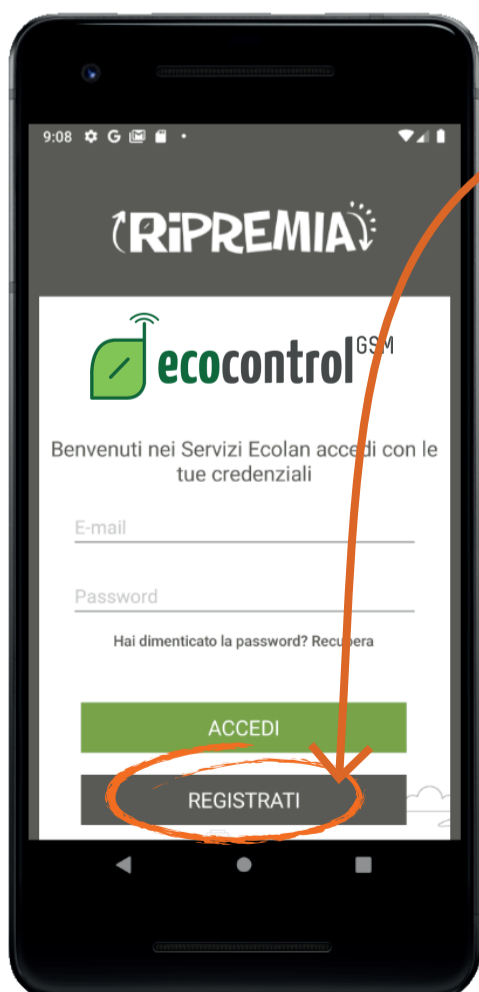 9:08
RiPREMIA
ecocontrol GSM
Benvenuti nei Servizi Ecolan accedi con le
tue credenziali
E-mail
Password
Hai dimenticato la password? Recupera
ACCEDI
REGISTRATI